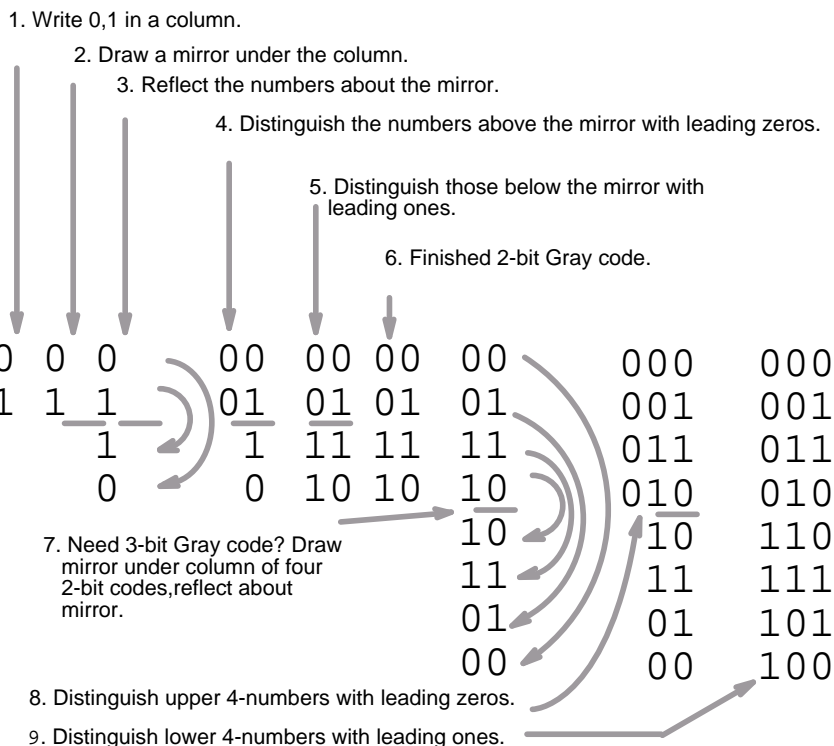 1. Write 0,1 in a column.
2. Draw a mirror under the column.
3. Reflect the numbers about the mirror.
4. Distinguish the numbers above the mirror with leading zeros.
5. Distinguish those below the mirror with
leading ones.
6. Finished 2-bit Gray code.
0 0 0 00 00 00 00 000 000
1 1 1 01 01 01 01 001 001
1 1 11 11 11 011 011
0 0 10 10 10 010 010
10 10 110
11 11 111
01 01 101
00 00 100
7. Need 3-bit Gray code? Draw
mirror under column of four
2-bit codes,reflect about
mirror.
8. Distinguish upper 4-numbers with leading zeros.
9. Distinguish lower 4-numbers with leading ones.